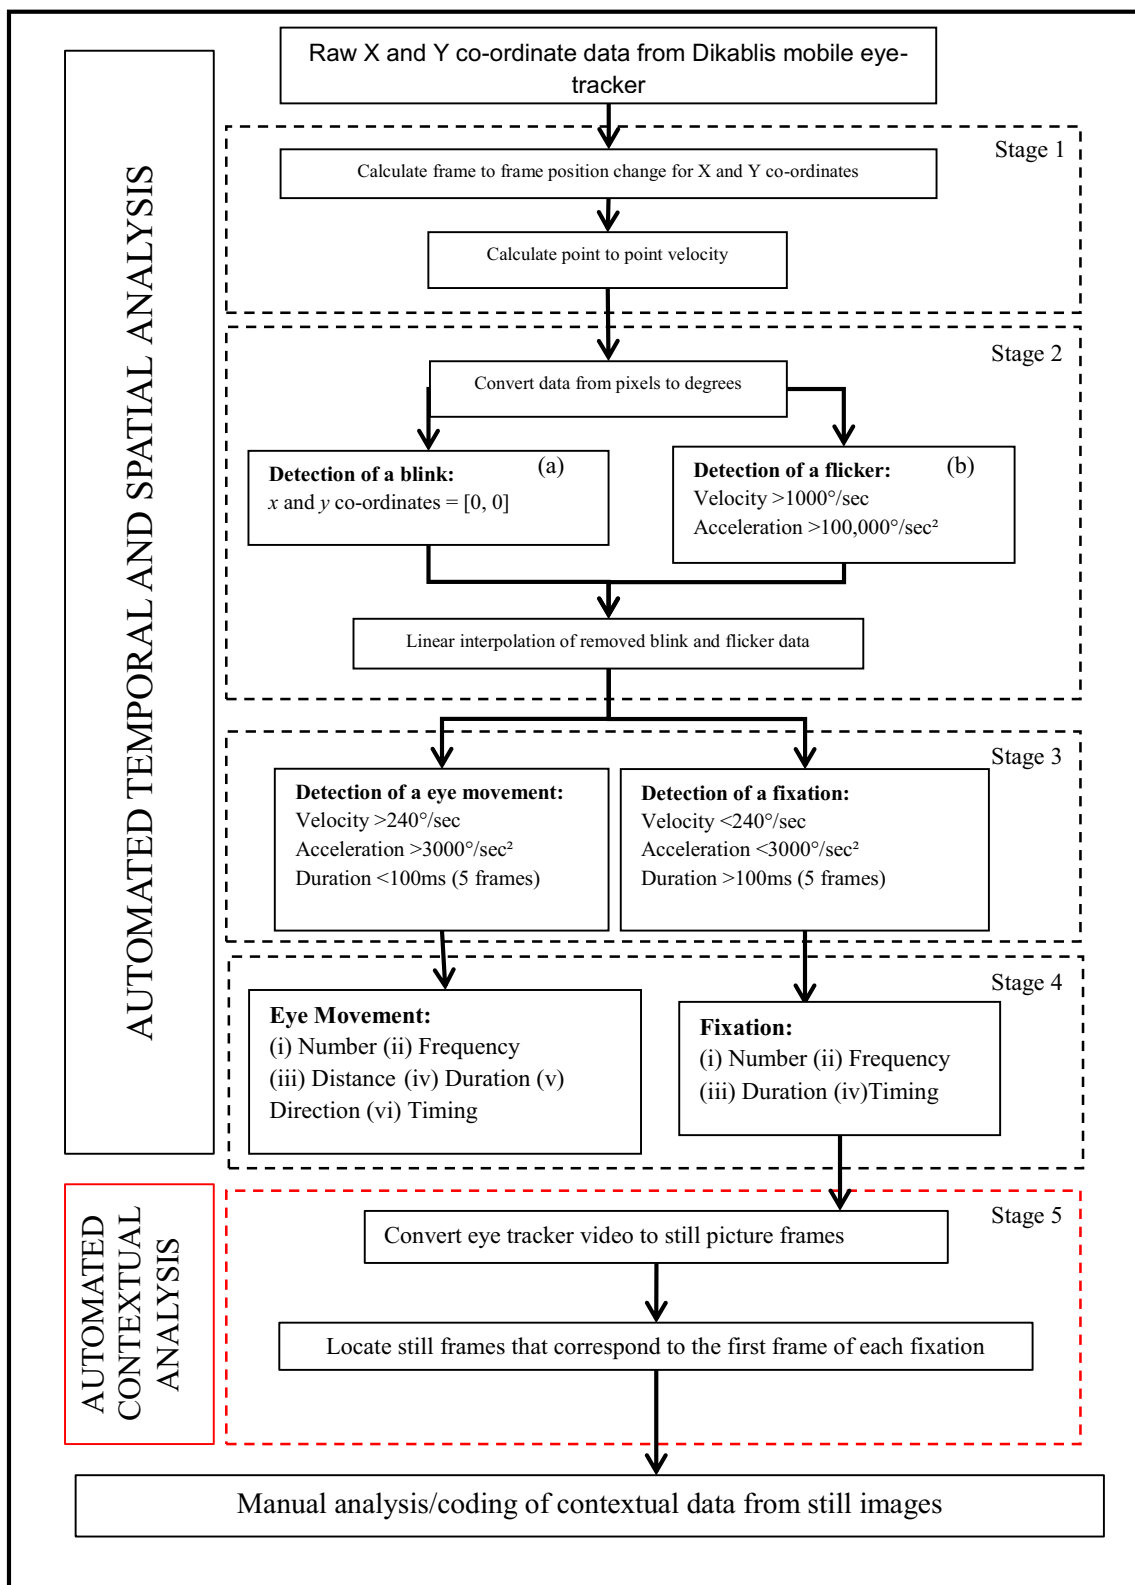 Raw X and Y co-ordinate data from Dikablis mobile eye-
tracker
AUTOMATED TEMPORAL AND SPATIAL ANALYSIS
Stage 1
Calculate frame to frame position change for X and Y co-ordinates
Calculate point to point velocity
Stage 2
Convert data from pixels to degrees
Detection of a blink: (a)
x and y co-ordinates = [0, 0]
Detection of a flicker: (b)
Velocity >1000°/sec
Acceleration >100,000°/sec²
Linear interpolation of removed blink and flicker data
Stage 3
Detection of a eye movement:
Velocity >240°/sec
Acceleration >3000°/sec²
Duration <100ms (5 frames)
Detection of a fixation:
Velocity <240°/sec
Acceleration <3000°/sec²
Duration >100ms (5 frames)
Stage 4
Eye Movement:
(i) Number (ii) Frequency
(iii) Distance (iv) Duration (v)
Direction (vi) Timing
Fixation:
(i) Number (ii) Frequency
(iii) Duration (iv)Timing
AUTOMATED
CONTEXTUAL
ANALYSIS
Stage 5
Convert eye tracker video to still picture frames
Locate still frames that correspond to the first frame of each fixation
Manual analysis/coding of contextual data from still images